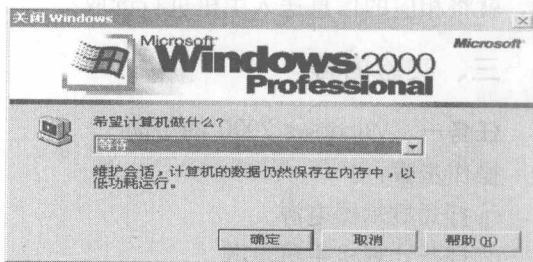 关闭 Windows
Microsoft
Windows 2000
Professional
Microsoft
希望计算机做什么?
等待
维护会话,计算机的数据仍然保存在内存中,以
低功耗运行。
确定
取消
帮助(H)